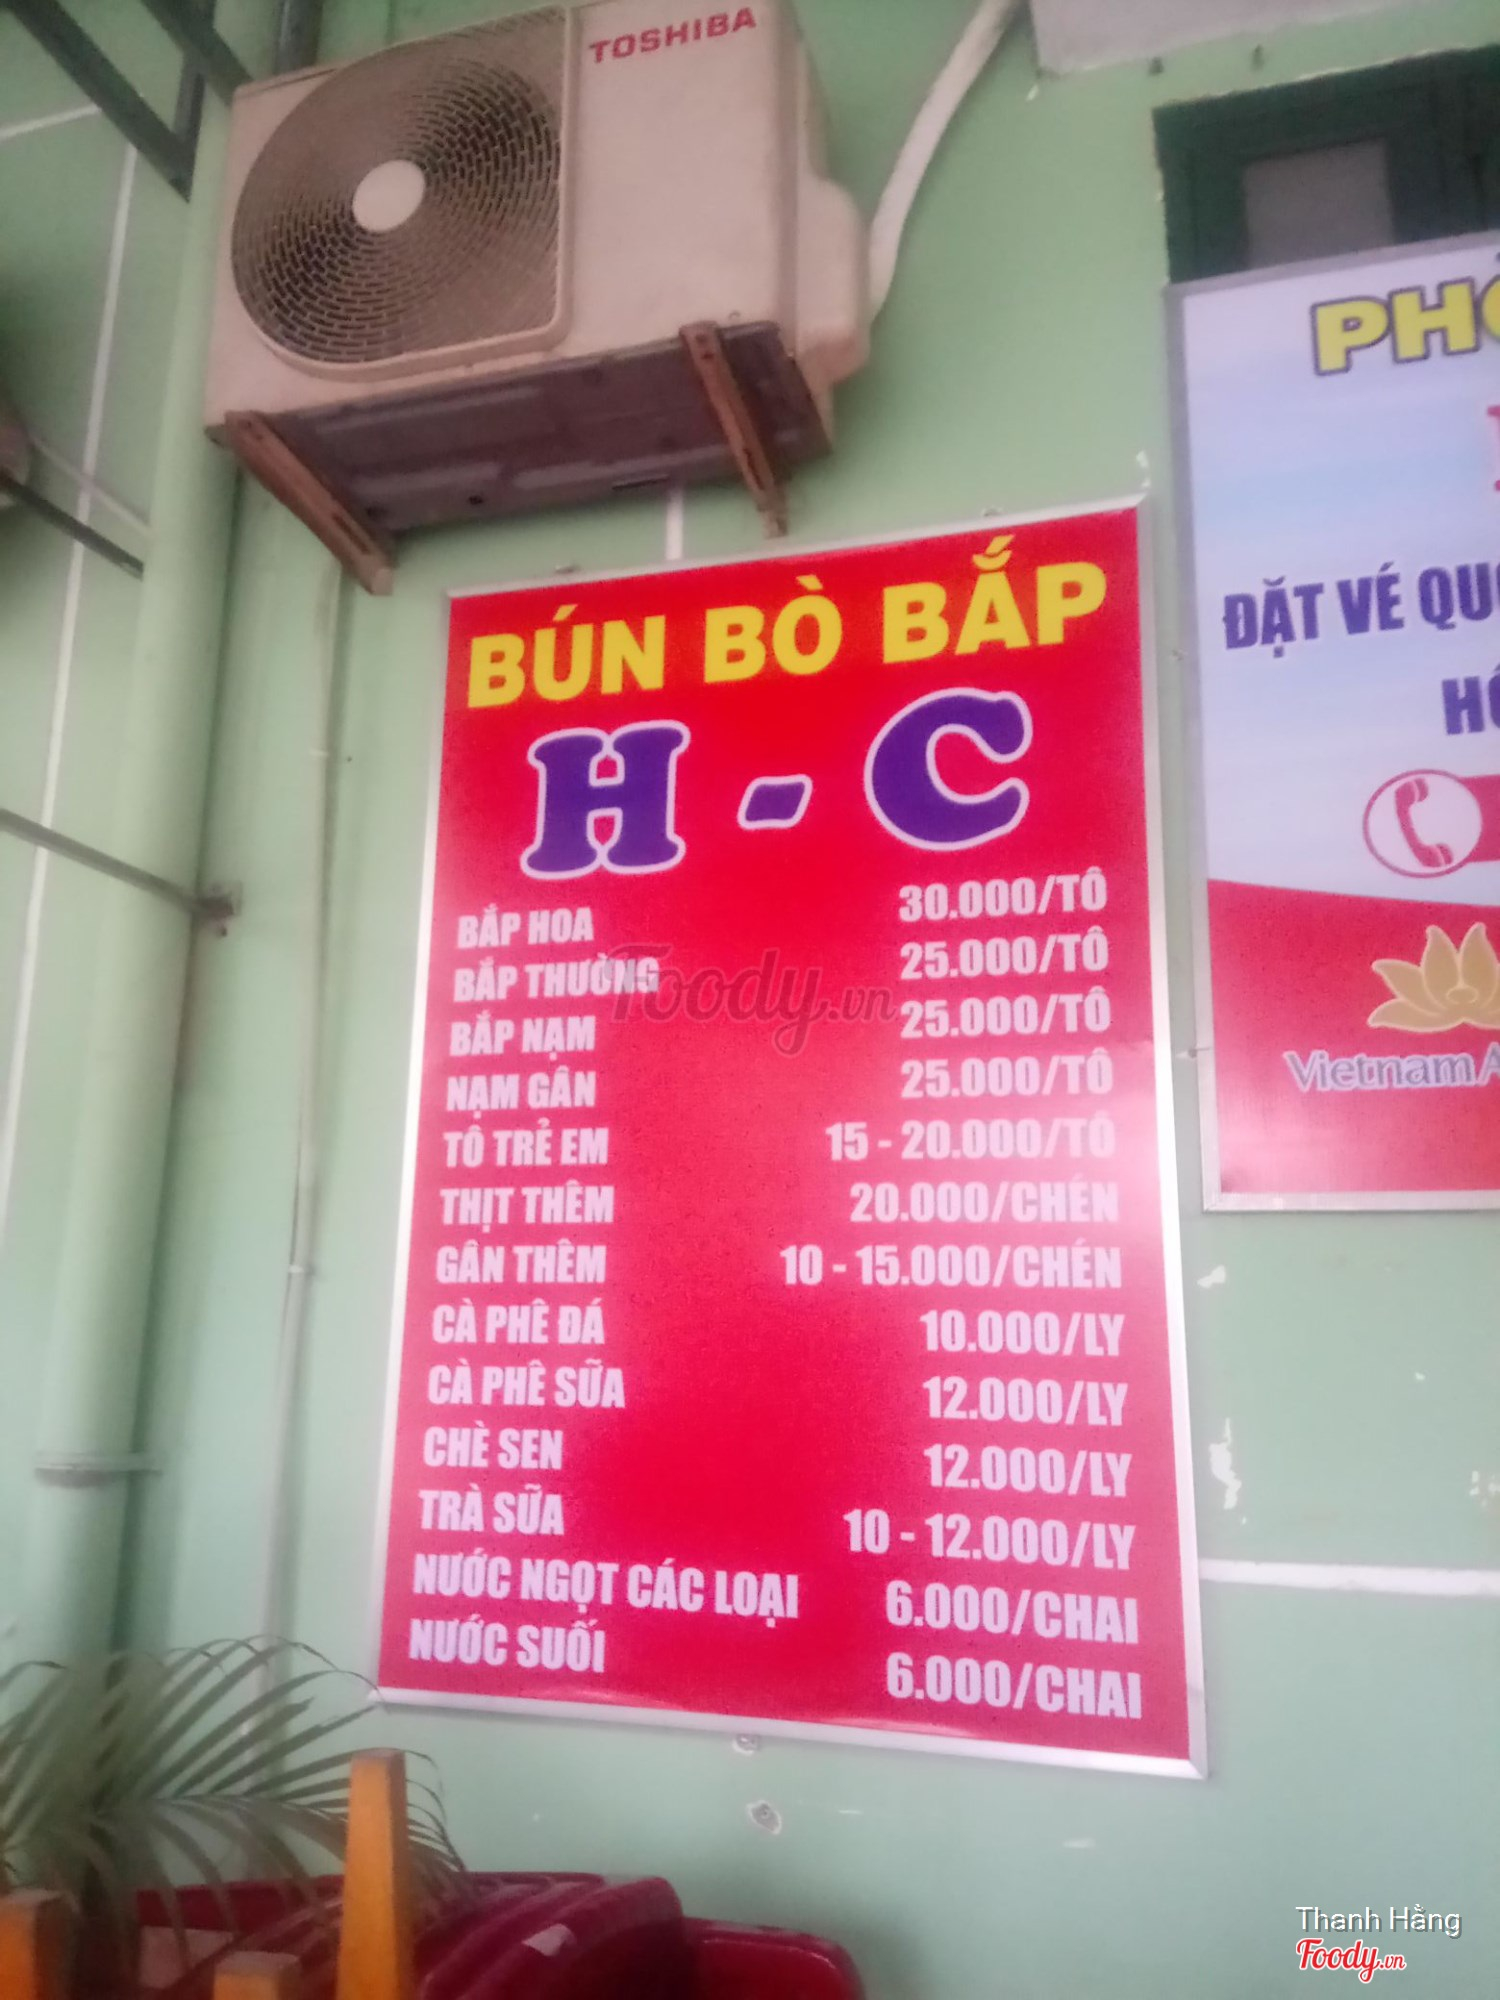 TOSHIBA
BÚN BÒ BẮP
H - C
BẮP HOA 30.000/TÔ
BẮP THƯỜNG 25.000/TÔ
BẮP NẠM 25.000/TÔ
NẠM GÂN 25.000/TÔ
TÔ TRẺ EM 15 - 20.000/TÔ
THỊT THÊM 20.000/CHÉN
GÂN THÊM 10 - 15.000/CHÉN
CÀ PHÊ ĐÁ 10.000/LY
CÀ PHÊ SỮA 12.000/LY
CHÈ SEN 12.000/LY
TRÀ SỮA 10 - 12.000/LY
NƯỚC NGỌT CÁC LOẠI 6.000/CHAI
NƯỚC SUỐI 6.000/CHAI
ĐẶT VÉ
Vietnam
Foody.vn
Thanh Hằng
Foody.vn